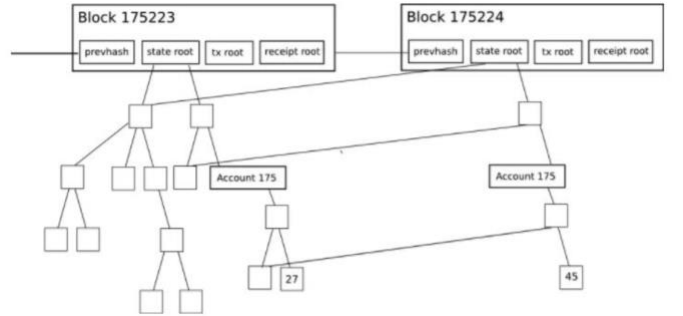 Block 175223
prevhash state root tx root receipt root
Block 175224
prevhash state root tx root receipt root
Account 175
Account 175
27
45